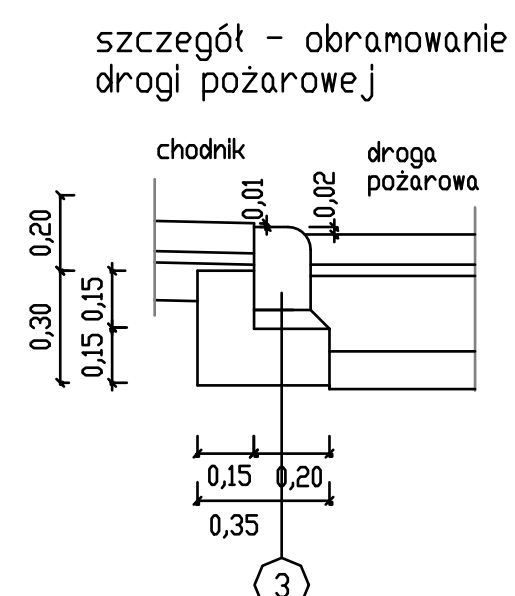 szczegół - obramowanie
drogi pożarowej
chodnik
droga
pożarowa
0,01
0,02
0,20
0,30
0,15
0,15
0,15
0,20
0,35
3